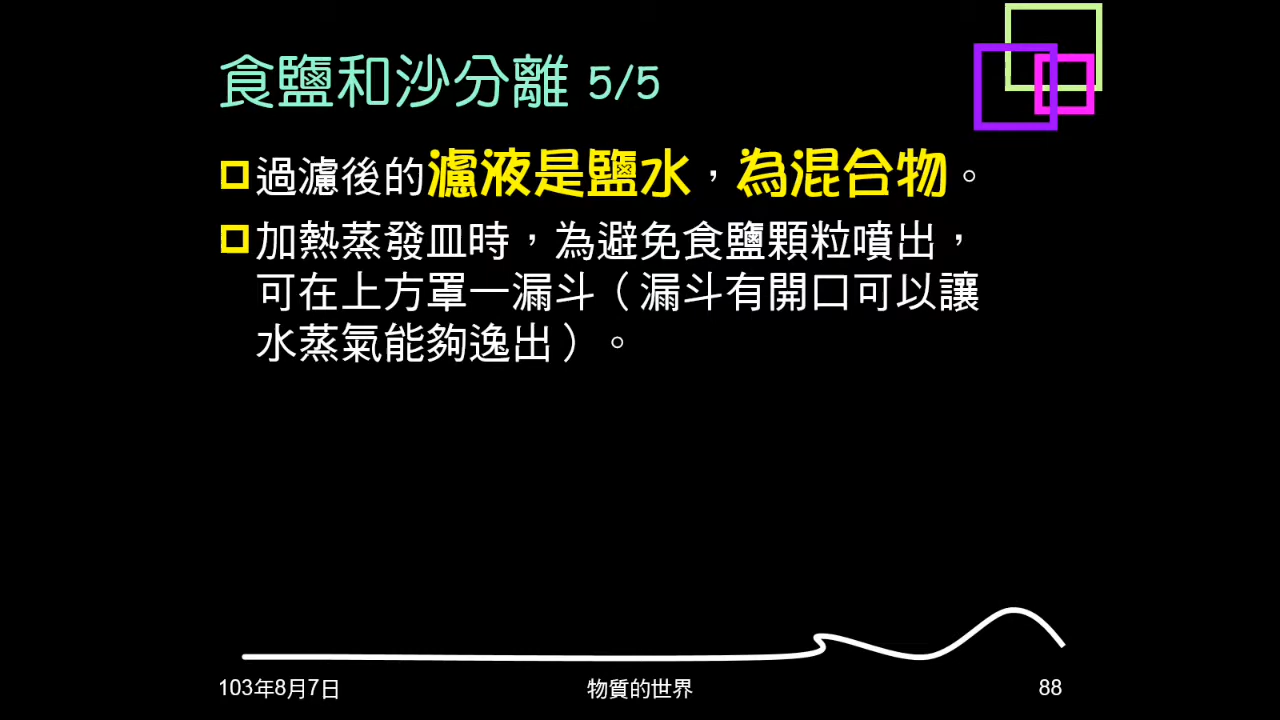 食鹽和沙分離 5/5
過濾後的濾液是鹽水，為混合物。
加熱蒸發皿時，為避免食鹽顆粒噴出，
可在上方罩一漏斗（漏斗有開口可以讓
水蒸氣能夠逸出）。
103年8月7日
物質的世界
88